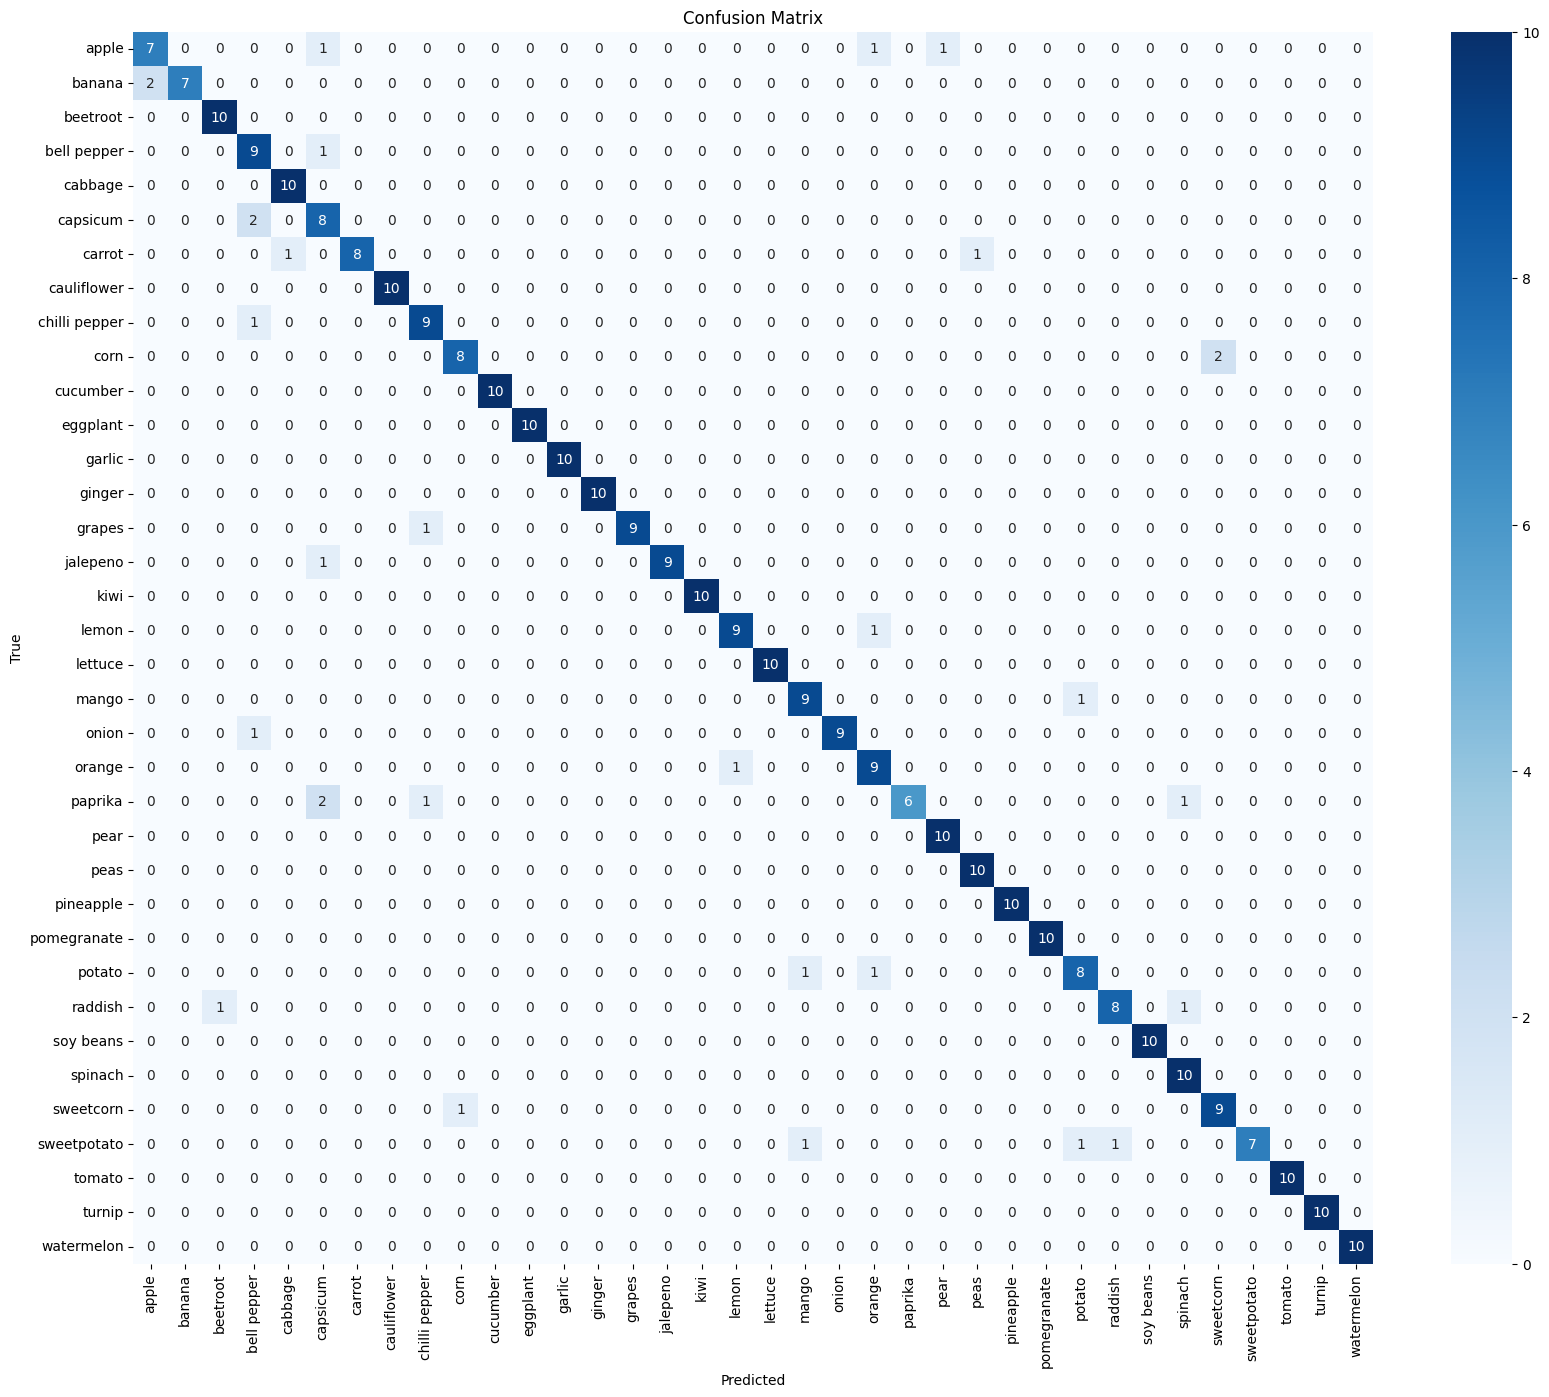 Confusion Matrix
apple 7 0 0 0 0 1 0 0 0 0 0 0 0 0 0 0 0 0 0 0 0 1 0 1 0 0 0 0 0 0 0 0 0 0 0 0 10
banana 2 7 0 0 0 0 0 0 0 0 0 0 0 0 0 0 0 0 0 0 0 0 0 0 0 0 0 0 0 0 0 0 0 0 0 0
beetroot 0 0 10 0 0 0 0 0 0 0 0 0 0 0 0 0 0 0 0 0 0 0 0 0 0 0 0 0 0 0 0 0 0 0 0 0
bell pepper 0 0 0 9 0 1 0 0 0 0 0 0 0 0 0 0 0 0 0 0 0 0 0 0 0 0 0 0 0 0 0 0 0 0 0 0
cabbage 0 0 0 0 10 0 0 0 0 0 0 0 0 0 0 0 0 0 0 0 0 0 0 0 0 0 0 0 0 0 0 0 0 0 0 0
capsicum 0 0 0 2 0 8 0 0 0 0 0 0 0 0 0 0 0 0 0 0 0 0 0 0 0 0 0 0 0 0 0 0 0 0 0 0
carrot 0 0 0 0 1 0 8 0 0 0 0 0 0 0 0 0 0 0 0 0 0 0 0 0 1 0 0 0 0 0 0 0 0 0 0 0
cauliflower 0 0 0 0 0 0 0 10 0 0 0 0 0 0 0 0 0 0 0 0 0 0 0 0 0 0 0 0 0 0 0 0 0 0 0 0 8
chilli pepper 0 0 0 1 0 0 0 0 9 0 0 0 0 0 0 0 0 0 0 0 0 0 0 0 0 0 0 0 0 0 0 0 0 0 0 0
corn 0 0 0 0 0 0 0 0 0 8 0 0 0 0 0 0 0 0 0 0 0 0 0 0 0 0 0 0 0 0 0 2 0 0 0 0
cucumber 0 0 0 0 0 0 0 0 0 0 10 0 0 0 0 0 0 0 0 0 0 0 0 0 0 0 0 0 0 0 0 0 0 0 0 0
eggplant 0 0 0 0 0 0 0 0 0 0 0 10 0 0 0 0 0 0 0 0 0 0 0 0 0 0 0 0 0 0 0 0 0 0 0 0
garlic 0 0 0 0 0 0 0 0 0 0 0 0 10 0 0 0 0 0 0 0 0 0 0 0 0 0 0 0 0 0 0 0 0 0 0 0
ginger 0 0 0 0 0 0 0 0 0 0 0 0 0 10 0 0 0 0 0 0 0 0 0 0 0 0 0 0 0 0 0 0 0 0 0 0
grapes 0 0 0 0 0 0 0 0 1 0 0 0 0 0 9 0 0 0 0 0 0 0 0 0 0 0 0 0 0 0 0 0 0 0 0 0 6
jalepeno 0 0 0 0 0 1 0 0 0 0 0 0 0 0 0 9 0 0 0 0 0 0 0 0 0 0 0 0 0 0 0 0 0 0 0 0
kiwi 0 0 0 0 0 0 0 0 0 0 0 0 0 0 0 0 10 0 0 0 0 0 0 0 0 0 0 0 0 0 0 0 0 0 0 0
lemon 0 0 0 0 0 0 0 0 0 0 0 0 0 0 0 0 0 9 0 0 0 1 0 0 0 0 0 0 0 0 0 0 0 0 0 0
True
lettuce 0 0 0 0 0 0 0 0 0 0 0 0 0 0 0 0 0 0 10 0 0 0 0 0 0 0 0 0 0 0 0 0 0 0 0 0
mango 0 0 0 0 0 0 0 0 0 0 0 0 0 0 0 0 0 0 0 9 0 0 0 0 0 0 0 1 0 0 0 0 0 0 0 0
onion 0 0 0 1 0 0 0 0 0 0 0 0 0 0 0 0 0 0 0 0 9 0 0 0 0 0 0 0 0 0 0 0 0 0 0 0
orange 0 0 0 0 0 0 0 0 0 0 0 0 0 0 0 0 0 1 0 0 0 9 0 0 0 0 0 0 0 0 0 0 0 0 0 0 4
paprika 0 0 0 0 0 2 0 0 1 0 0 0 0 0 0 0 0 0 0 0 0 0 6 0 0 0 0 0 0 0 1 0 0 0 0 0
pear 0 0 0 0 0 0 0 0 0 0 0 0 0 0 0 0 0 0 0 0 0 0 0 10 0 0 0 0 0 0 0 0 0 0 0 0
peas 0 0 0 0 0 0 0 0 0 0 0 0 0 0 0 0 0 0 0 0 0 0 0 0 10 0 0 0 0 0 0 0 0 0 0 0
pineapple 0 0 0 0 0 0 0 0 0 0 0 0 0 0 0 0 0 0 0 0 0 0 0 0 0 10 0 0 0 0 0 0 0 0 0 0
pomegranate 0 0 0 0 0 0 0 0 0 0 0 0 0 0 0 0 0 0 0 0 0 0 0 0 0 0 10 0 0 0 0 0 0 0 0 0
potato 0 0 0 0 0 0 0 0 0 0 0 0 0 0 0 0 0 0 0 1 0 1 0 0 0 0 0 8 0 0 0 0 0 0 0 0
raddish 0 0 1 0 0 0 0 0 0 0 0 0 0 0 0 0 0 0 0 0 0 0 0 0 0 0 0 0 8 0 1 0 0 0 0 0 2
soy beans 0 0 0 0 0 0 0 0 0 0 0 0 0 0 0 0 0 0 0 0 0 0 0 0 0 0 0 0 0 10 0 0 0 0 0 0
spinach 0 0 0 0 0 0 0 0 0 0 0 0 0 0 0 0 0 0 0 0 0 0 0 0 0 0 0 0 0 0 10 0 0 0 0 0
sweetcorn 0 0 0 0 0 0 0 0 0 1 0 0 0 0 0 0 0 0 0 0 0 0 0 0 0 0 0 0 0 0 0 9 0 0 0 0
sweetpotato 0 0 0 0 0 0 0 0 0 0 0 0 0 0 0 0 0 0 0 1 0 0 0 0 0 0 0 1 1 0 0 0 7 0 0 0
tomato 0 0 0 0 0 0 0 0 0 0 0 0 0 0 0 0 0 0 0 0 0 0 0 0 0 0 0 0 0 0 0 0 0 10 0 0
turnip 0 0 0 0 0 0 0 0 0 0 0 0 0 0 0 0 0 0 0 0 0 0 0 0 0 0 0 0 0 0 0 0 0 0 10 0
watermelon 0 0 0 0 0 0 0 0 0 0 0 0 0 0 0 0 0 0 0 0 0 0 0 0 0 0 0 0 0 0 0 0 0 0 0 10 0
apple banana beetroot bell pepper cabbage capsicum carrot cauliflower chilli pepper corn cucumber eggplant garlic ginger grapes jalepeno kiwi lemon lettuce mango onion orange paprika pear peas pineapple pomegranate potato raddish soy beans spinach sweetcorn sweetpotato tomato turnip watermelon
Predicted